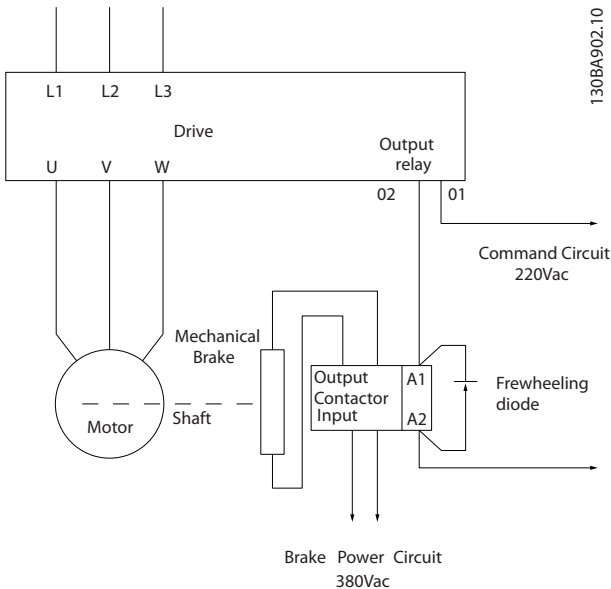 130BA902.10
L1 L2 L3
Drive
Output
relay
U V W
02 01
Command Circuit
220Vac
Mechanical
Brake
Output
Contactor
Input
A1
A2
Frewheeling
diode
Shaft
Motor
Brake Power Circuit
380Vac